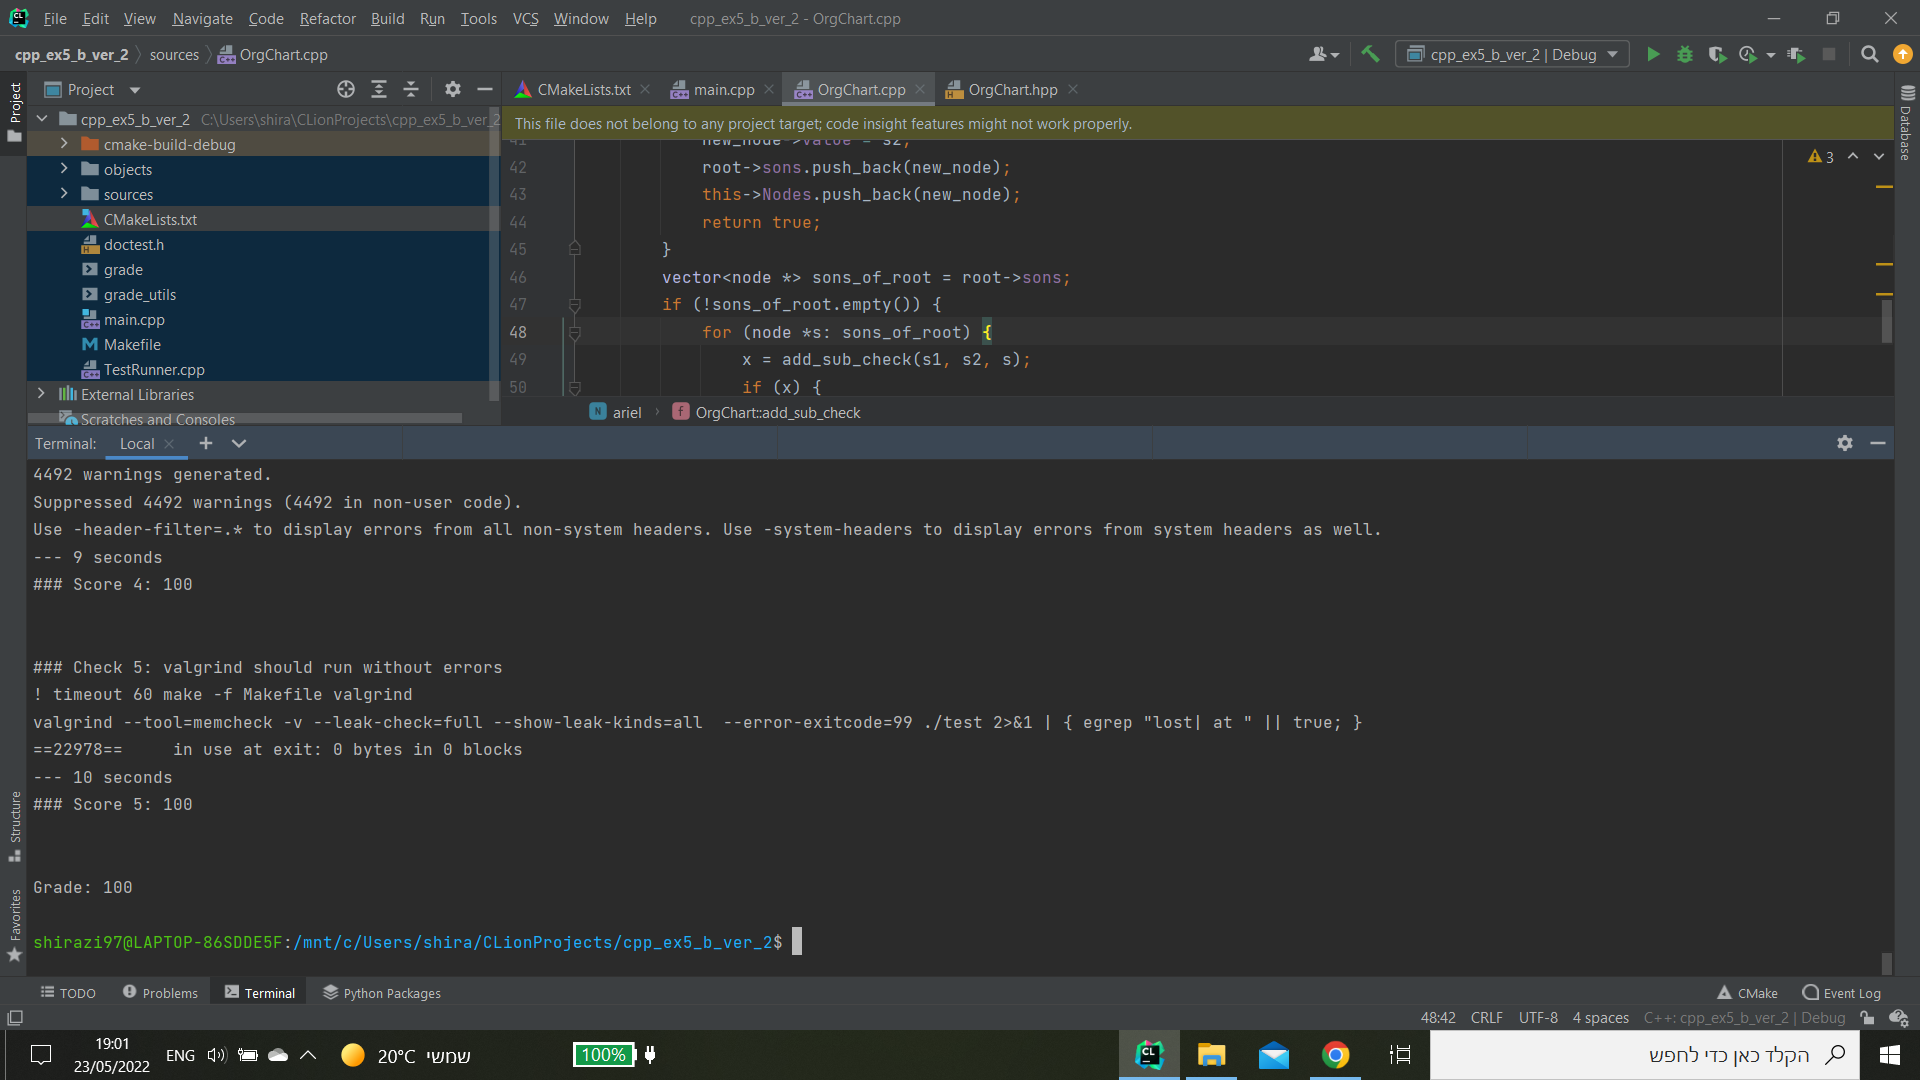 File Edit View Navigate Code Refactor Build Run Tools VCS Window Help cpp_ex5_b_ver_2 - OrgChart.cpp
cpp_ex5_b_ver_2 sources OrgChart.cpp
cpp_ex5_b_ver_2 | Debug
Project
Project
CMakeLists.txt main.cpp OrgChart.cpp OrgChart.hpp
cpp_ex5_b_ver_2 C:\Users\shira\CLionProjects\cpp_ex5_b_ver_2
This file does not belong to any project target; code insight features might not work properly.
Database
cmake-build-debug
objects
sources
CMakeLists.txt
doctest.h
grade
grade_utils
main.cpp
Makefile
TestRunner.cpp
External Libraries
Scratches and Consoles
3
41 new_node->value = s2;
42 root->sons.push_back(new_node);
43 this->Nodes.push_back(new_node);
44 return true;
45 }
46 vector<node *> sons_of_root = root->sons;
47 if (!sons_of_root.empty()) {
48 for (node *s: sons_of_root) {
49 x = add_sub_check(s1, s2, s);
50 if (x) {
N ariel f OrgChart::add_sub_check
Terminal: Local
4492 warnings generated.
Suppressed 4492 warnings (4492 in non-user code).
Use -header-filter=.* to display errors from all non-system headers. Use -system-headers to display errors from system headers as well.
--- 9 seconds
### Score 4: 100
### Check 5: valgrind should run without errors
! timeout 60 make -f Makefile valgrind
valgrind --tool=memcheck -v --leak-check=full --show-leak-kinds=all  --error-exitcode=99 ./test 2>&1 | { egrep "lost| at " || true; }
==22978==     in use at exit: 0 bytes in 0 blocks
--- 10 seconds
### Score 5: 100
Grade: 100
shirazi97@LAPTOP-86SDDE5F:/mnt/c/Users/shira/CLionProjects/cpp_ex5_b_ver_2$
Structure
Favorites
TODO Problems Terminal Python Packages CMake Event Log
48:42 CRLF UTF-8 4 spaces C++: cpp_ex5_b_ver_2 | Debug
19:01
23/05/2022
ENG
20°C שמשי
100%
הקלד כאן כדי לחפש